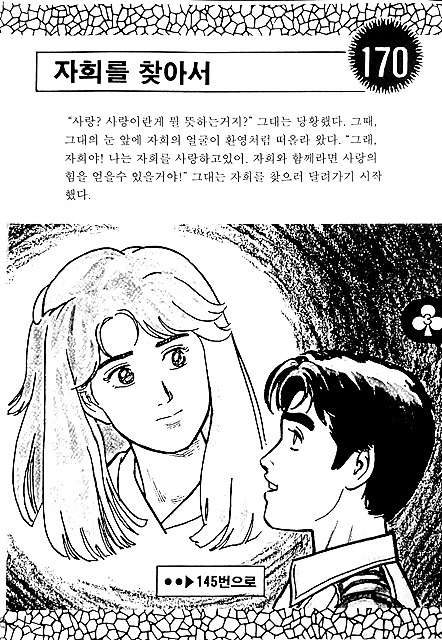 170
자희를 찾아서
"사랑? 사랑이란게 뭘 뜻하는거지?" 그대는 당황했다. 그때,
그대의 눈 앞에 자희의 얼굴이 환영처럼 떠올라 왔다. "그래,
자희야! 나는 자희를 사랑하고있어. 자희와 함께라면 사랑의
힘을 얻을수 있을거야!" 그대는 자희를 찾으러 달려가기 시작
했다.
●●▶145번으로